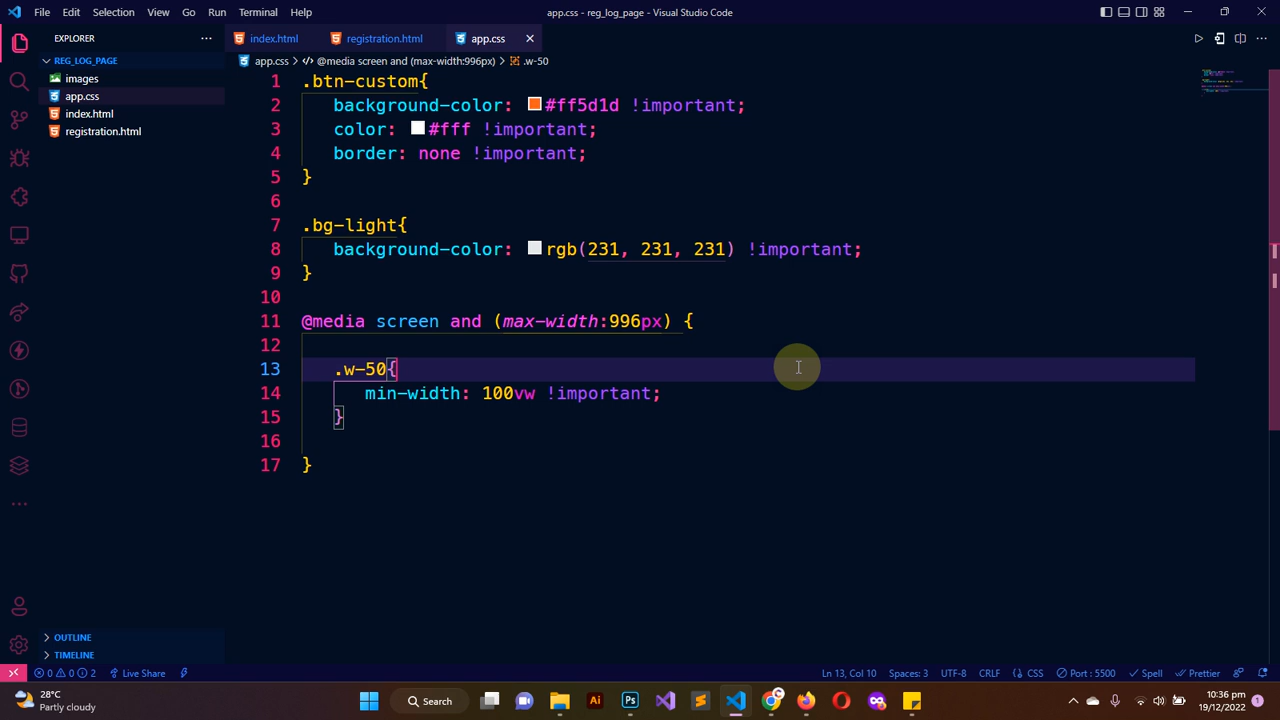 File Edit Selection View Go Run Terminal Help
app.css - reg_log_page - Visual Studio Code
EXPLORER
index.html
registration.html
app.css
REG_LOG_PAGE
images
app.css
index.html
registration.html
OUTLINE
TIMELINE
app.css > @media screen and (max-width:996px) > .w-50
1 .btn-custom{
2 background-color: #ff5d1d !important;
3 color: #fff !important;
4 border: none !important;
5 }
6
7 .bg-light{
8 background-color: rgb(231, 231, 231) !important;
9 }
10
11 @media screen and (max-width:996px) {
12
13 .w-50{
14 min-width: 100vw !important;
15 }
16
17 }
0 0 2 Live Share
Ln 13, Col 10 Spaces: 3 UTF-8 CRLF CSS Port : 5500 Spell Prettier
28°C
Partly cloudy
Search
Ai
Ps
10:36 pm
19/12/2022
1